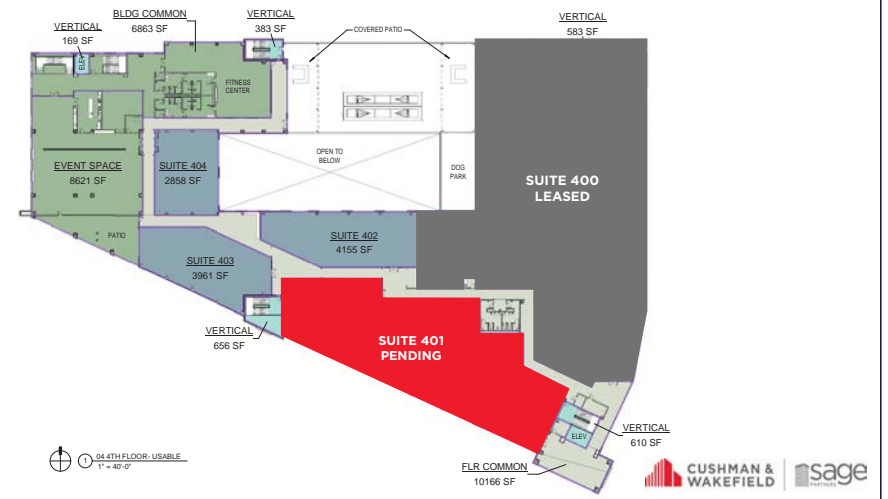 BLDG COMMON
6863 SF
VERTICAL
383 SF
VERTICAL
583 SF
VERTICAL
169 SF
COVERED PATIO
ELEV
FITNESS
CENTER
EVENT SPACE
8621 SF
SUITE 404
2858 SF
OPEN TO
BELOW
DOG
PARK
SUITE 400
LEASED
PATIO
SUITE 402
4155 SF
SUITE 403
3961 SF
VERTICAL
656 SF
SUITE 401
PENDING
VERTICAL
610 SF
ELEV
FLR COMMON
10166 SF
1 04 4TH FLOOR- USABLE
1" = 40'-0"
CUSHMAN &
WAKEFIELD
sage
PARTNERS